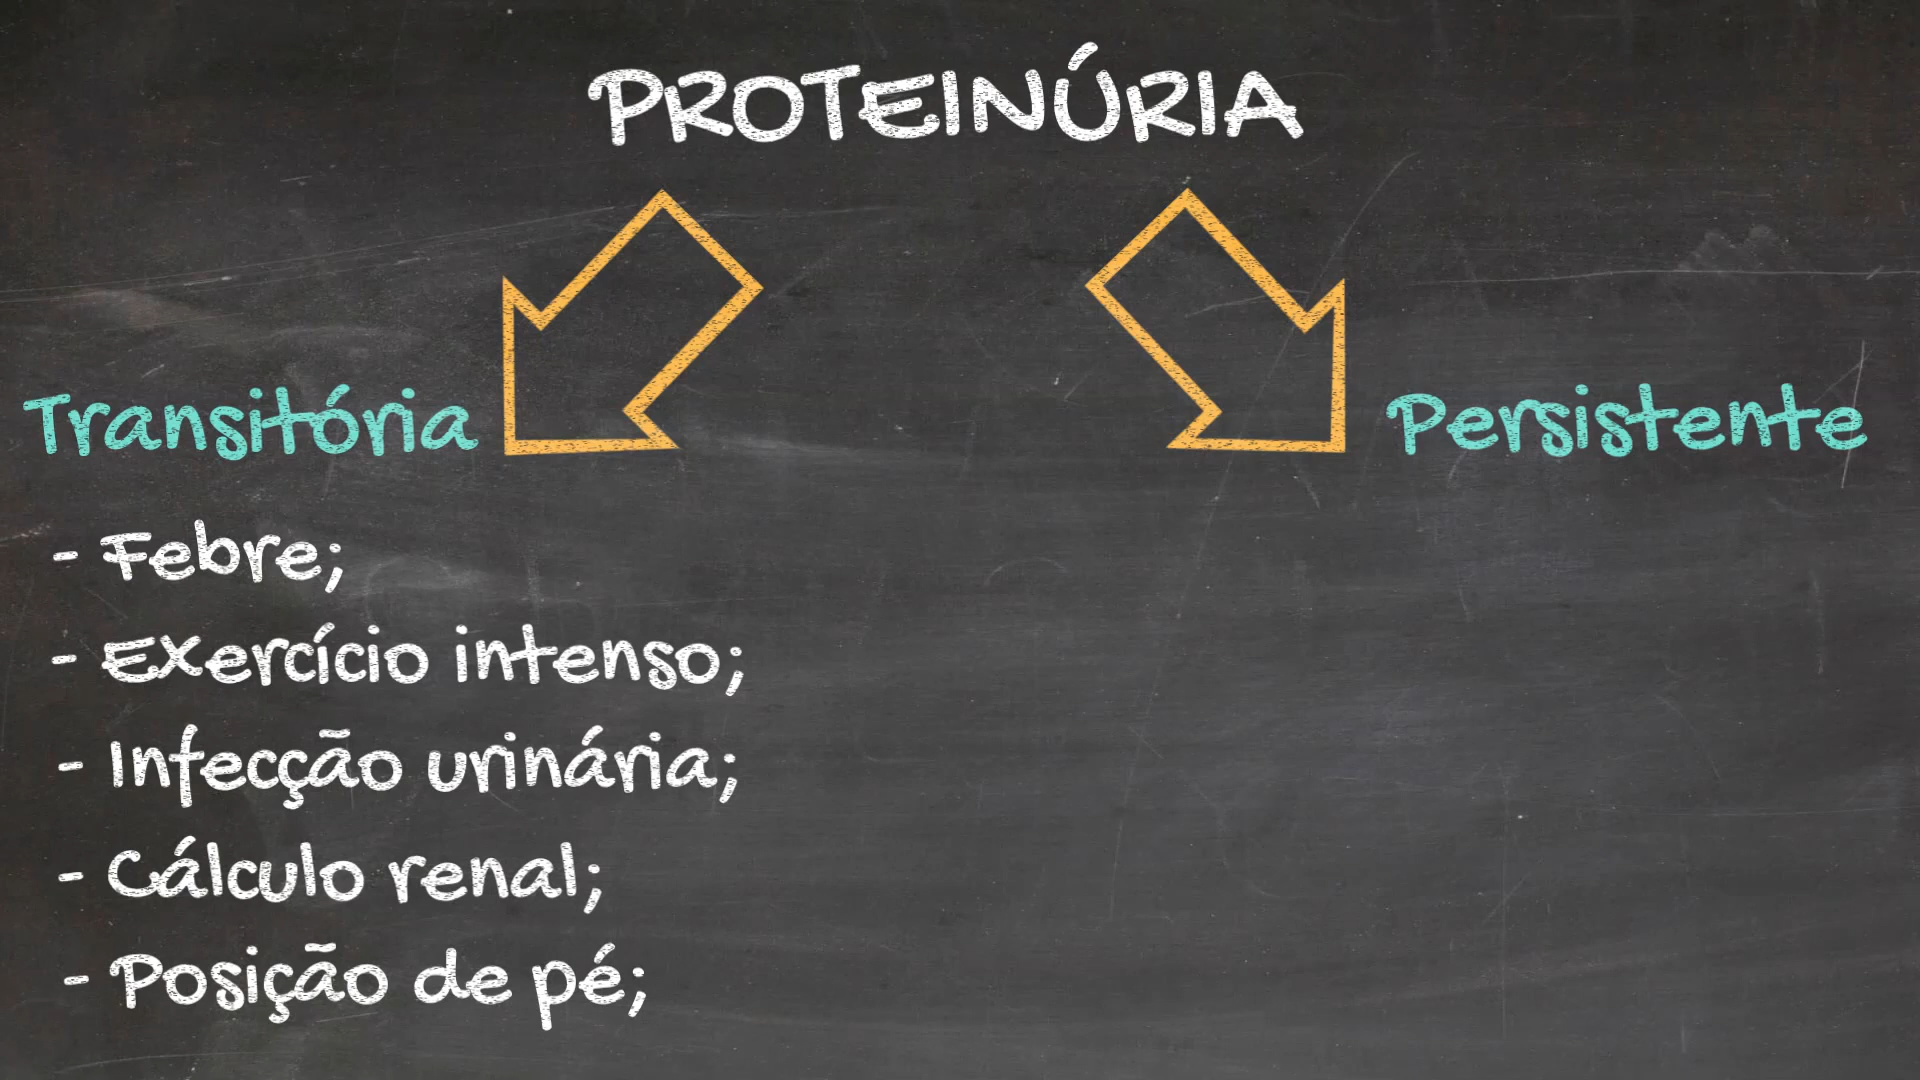 PROTEINÚRIA
Transitória
Persistente
- Febre;
- Exercício intenso;
- Infecção urinária;
- Cálculo renal;
- Posição de pé;